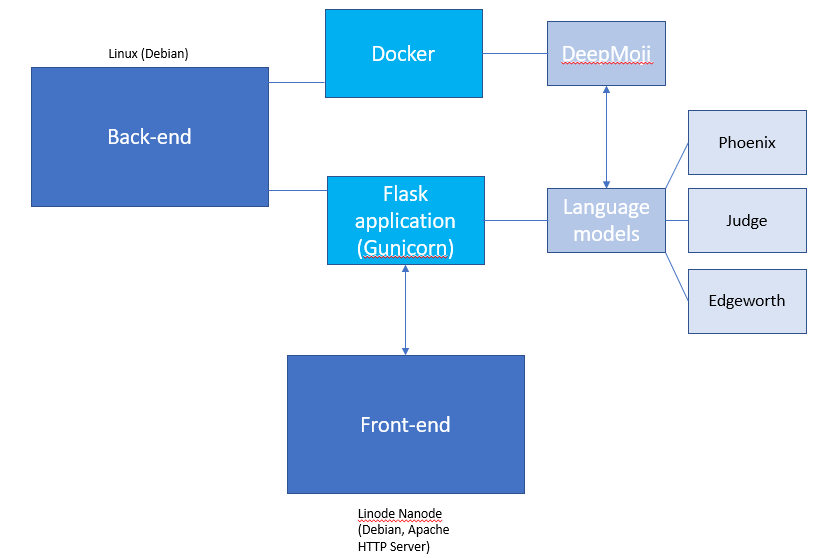 Linux (Debian)
Back-end
Docker
DeepMoji
Flask
application
(Gunicorn)
Language
models
Phoenix
Judge
Edgeworth
Front-end
Linode Nanode
(Debian, Apache
HTTP Server)